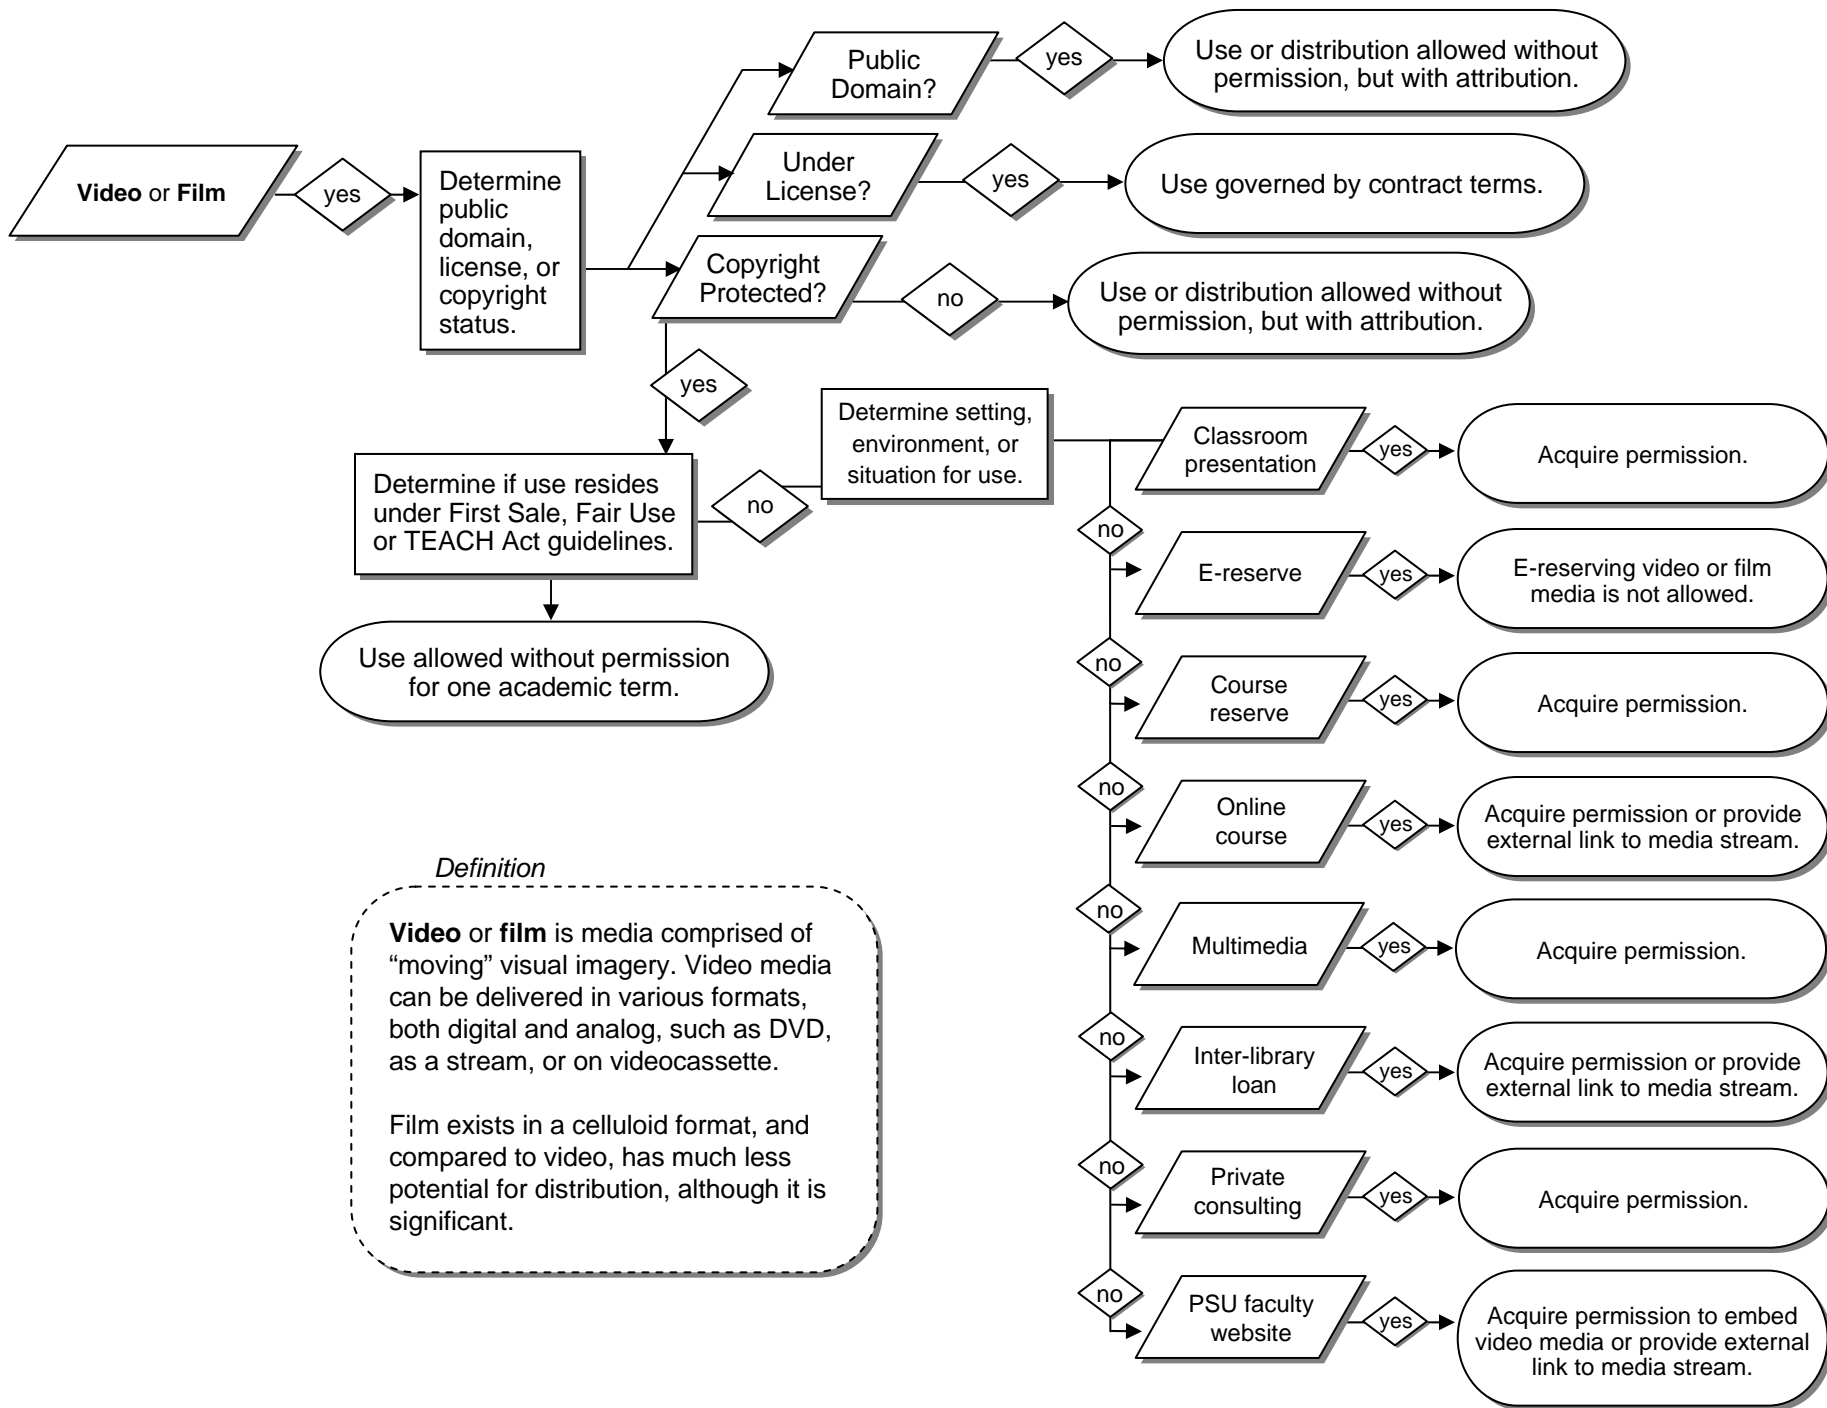 Public
Domain?
yes
Use or distribution allowed without
permission, but with attribution.
Video or Film
yes
Determine
public
domain,
license, or
copyright
status.
Under
License?
yes
Use governed by contract terms.
Copyright
Protected?
no
Use or distribution allowed without
permission, but with attribution.
yes
Determine if use resides
under First Sale, Fair Use
or TEACH Act guidelines.
no
Determine setting,
environment, or
situation for use.
Use allowed without permission
for one academic term.
Classroom
presentation
yes
Acquire permission.
no
E-reserve
yes
E-reserving video or film
media is not allowed.
no
Course
reserve
yes
Acquire permission.
no
Online
course
yes
Acquire permission or provide
external link to media stream.
no
Multimedia
yes
Acquire permission.
no
Inter-library
loan
yes
Acquire permission or provide
external link to media stream.
no
Private
consulting
yes
Acquire permission.
no
PSU faculty
website
yes
Acquire permission to embed
video media or provide external
link to media stream.
Definition
Video or film is media comprised of
“moving” visual imagery. Video media
can be delivered in various formats,
both digital and analog, such as DVD,
as a stream, or on videocassette.
Film exists in a celluloid format, and
compared to video, has much less
potential for distribution, although it is
significant.